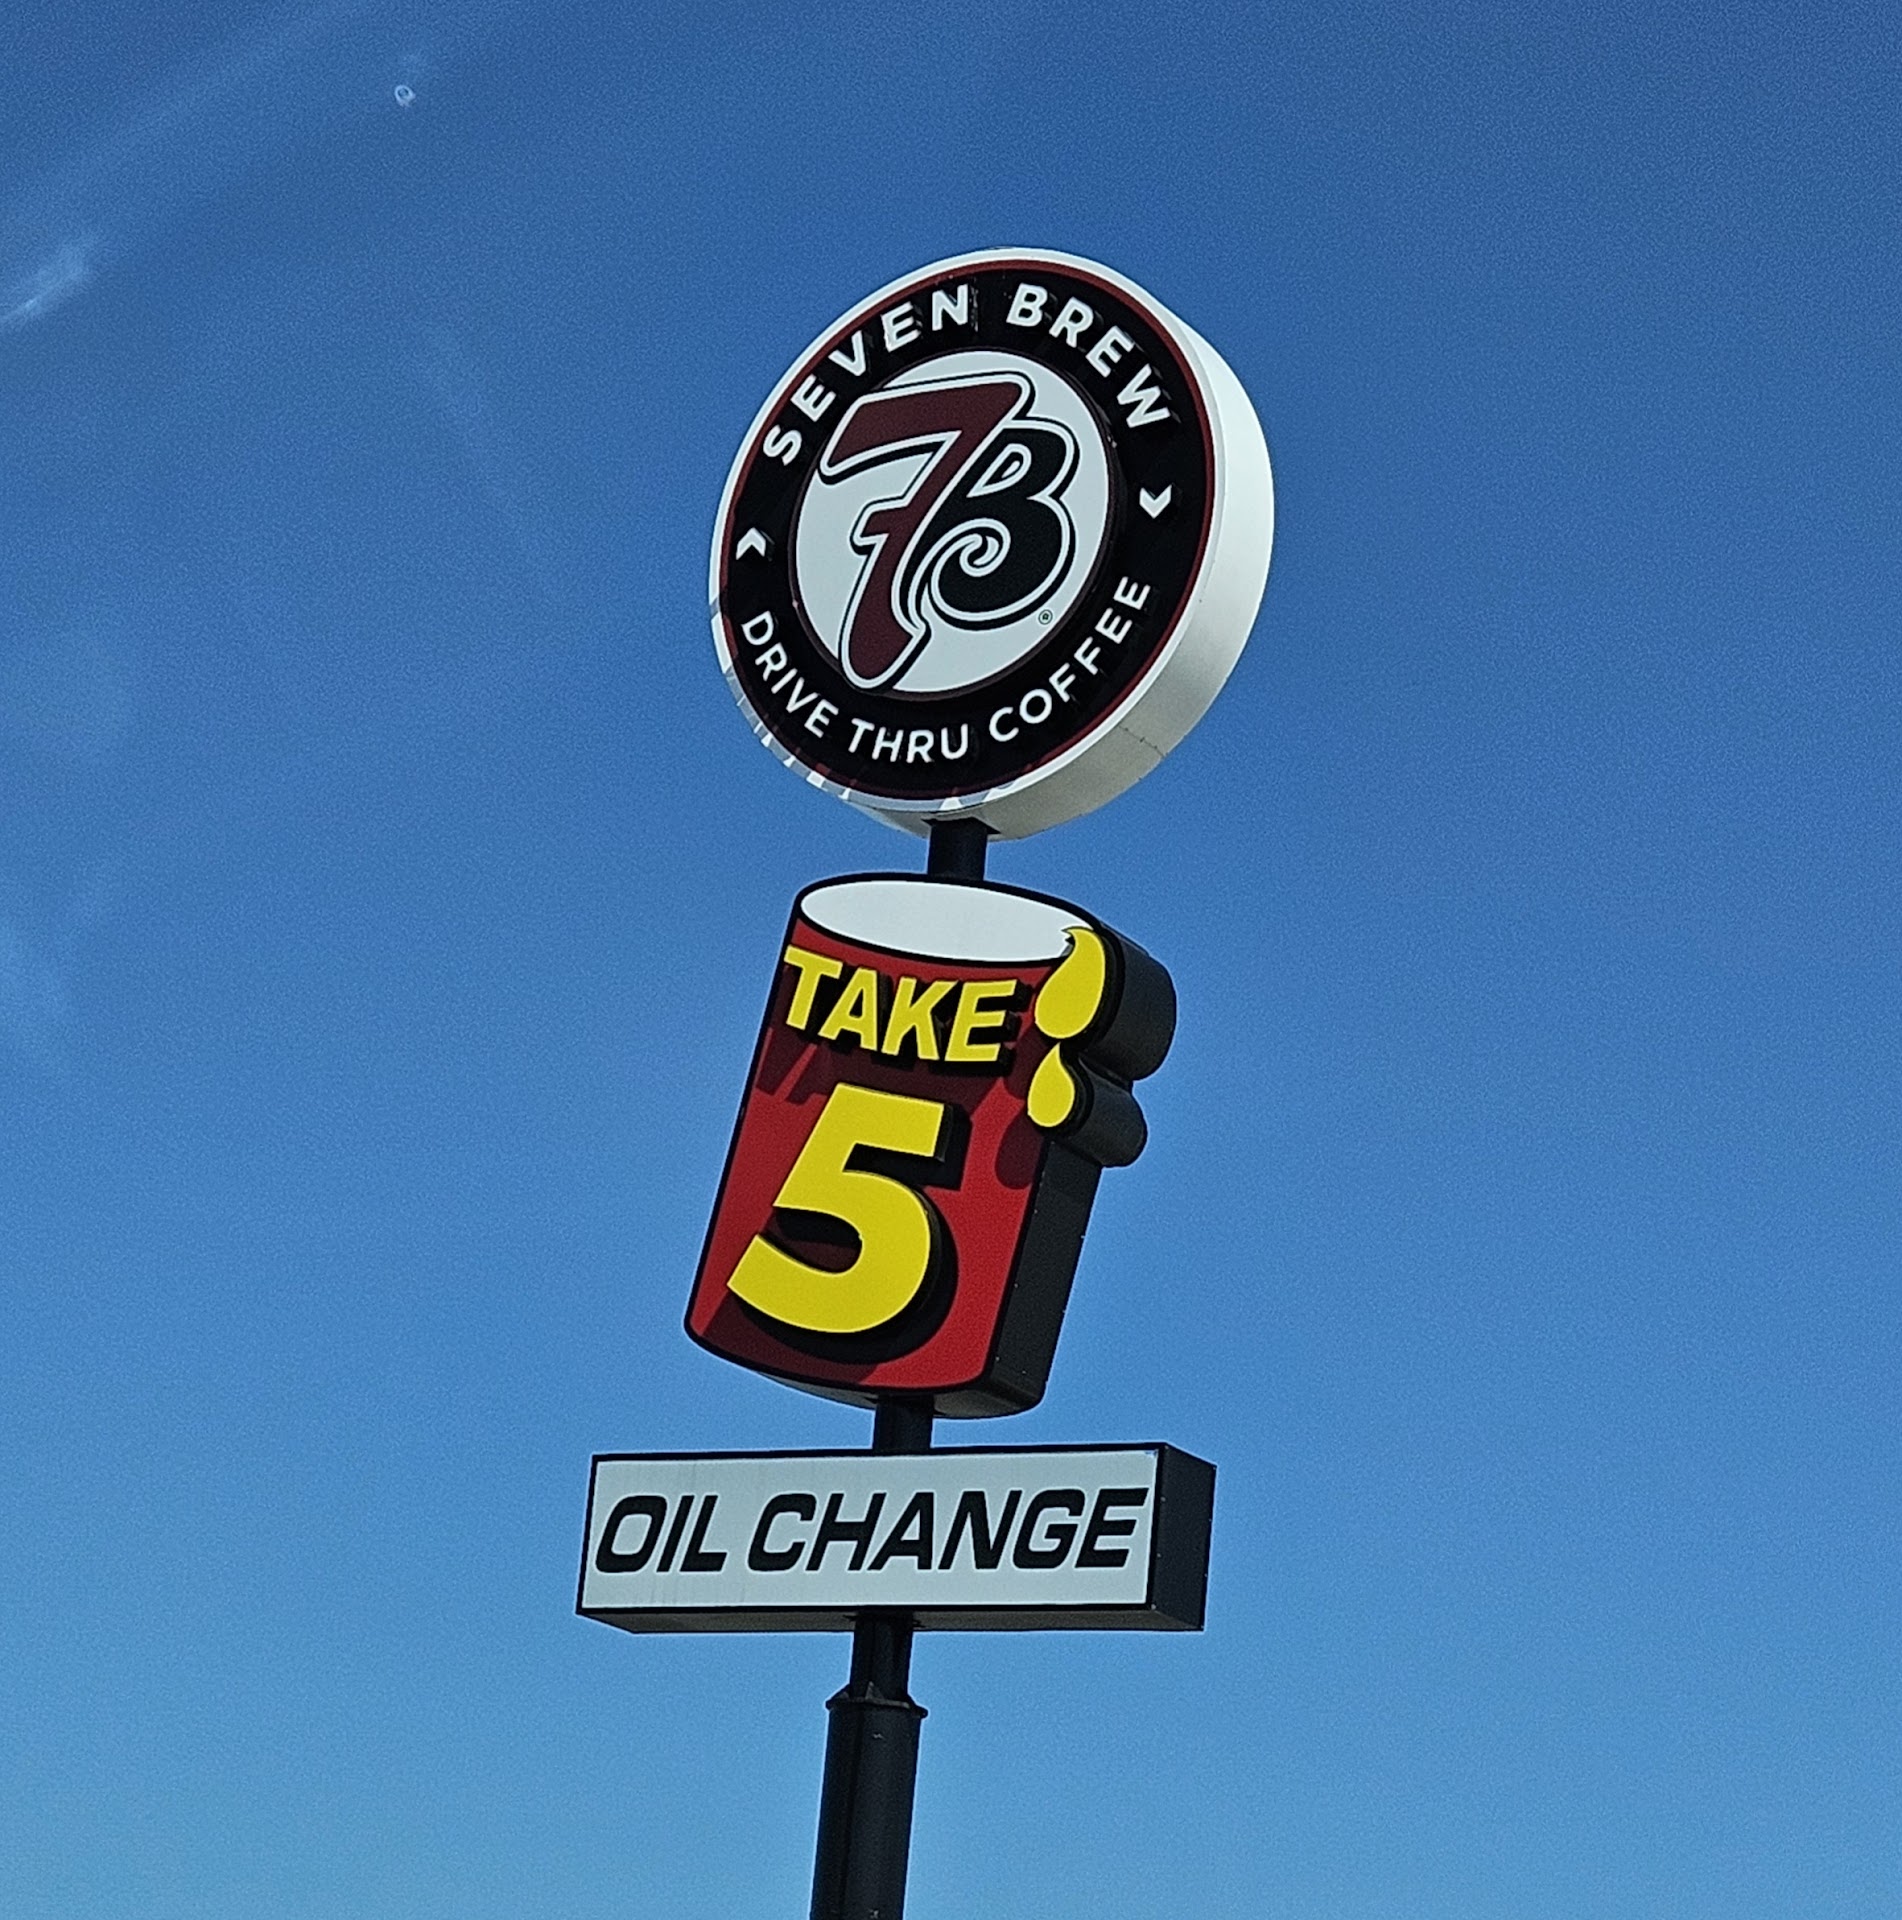 SEVEN BREW
7B
®
DRIVE THRU COFFEE
TAKE
5
OIL CHANGE